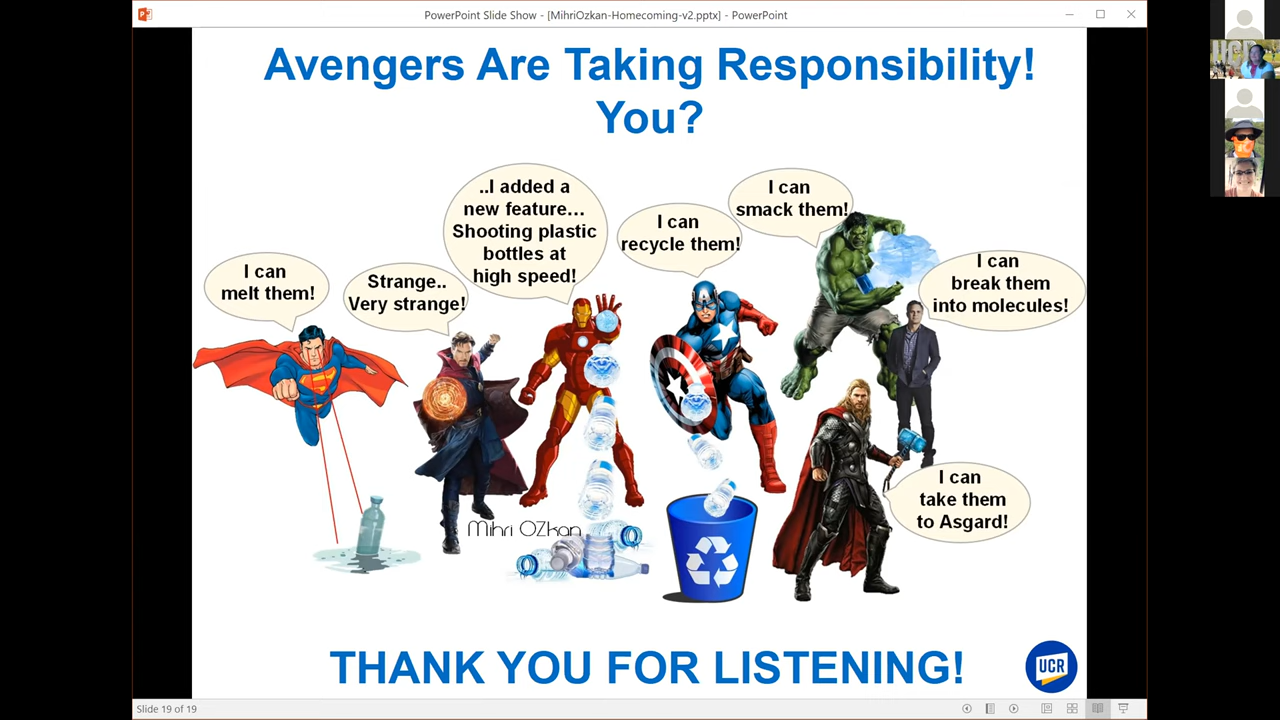 PowerPoint Slide Show - [MihriOzkan-Homecoming-v2.pptx] - PowerPoint
Avengers Are Taking Responsibility!
You?
I can
melt them!
Strange..
Very strange!
..I added a
new feature...
Shooting plastic
bottles at
high speed!
I can
recycle them!
I can
smack them!
I can
break them
into molecules!
I can
take them
to Asgard!
Mihri OZkan
THANK YOU FOR LISTENING!
UCR
Slide 19 of 19
UCR